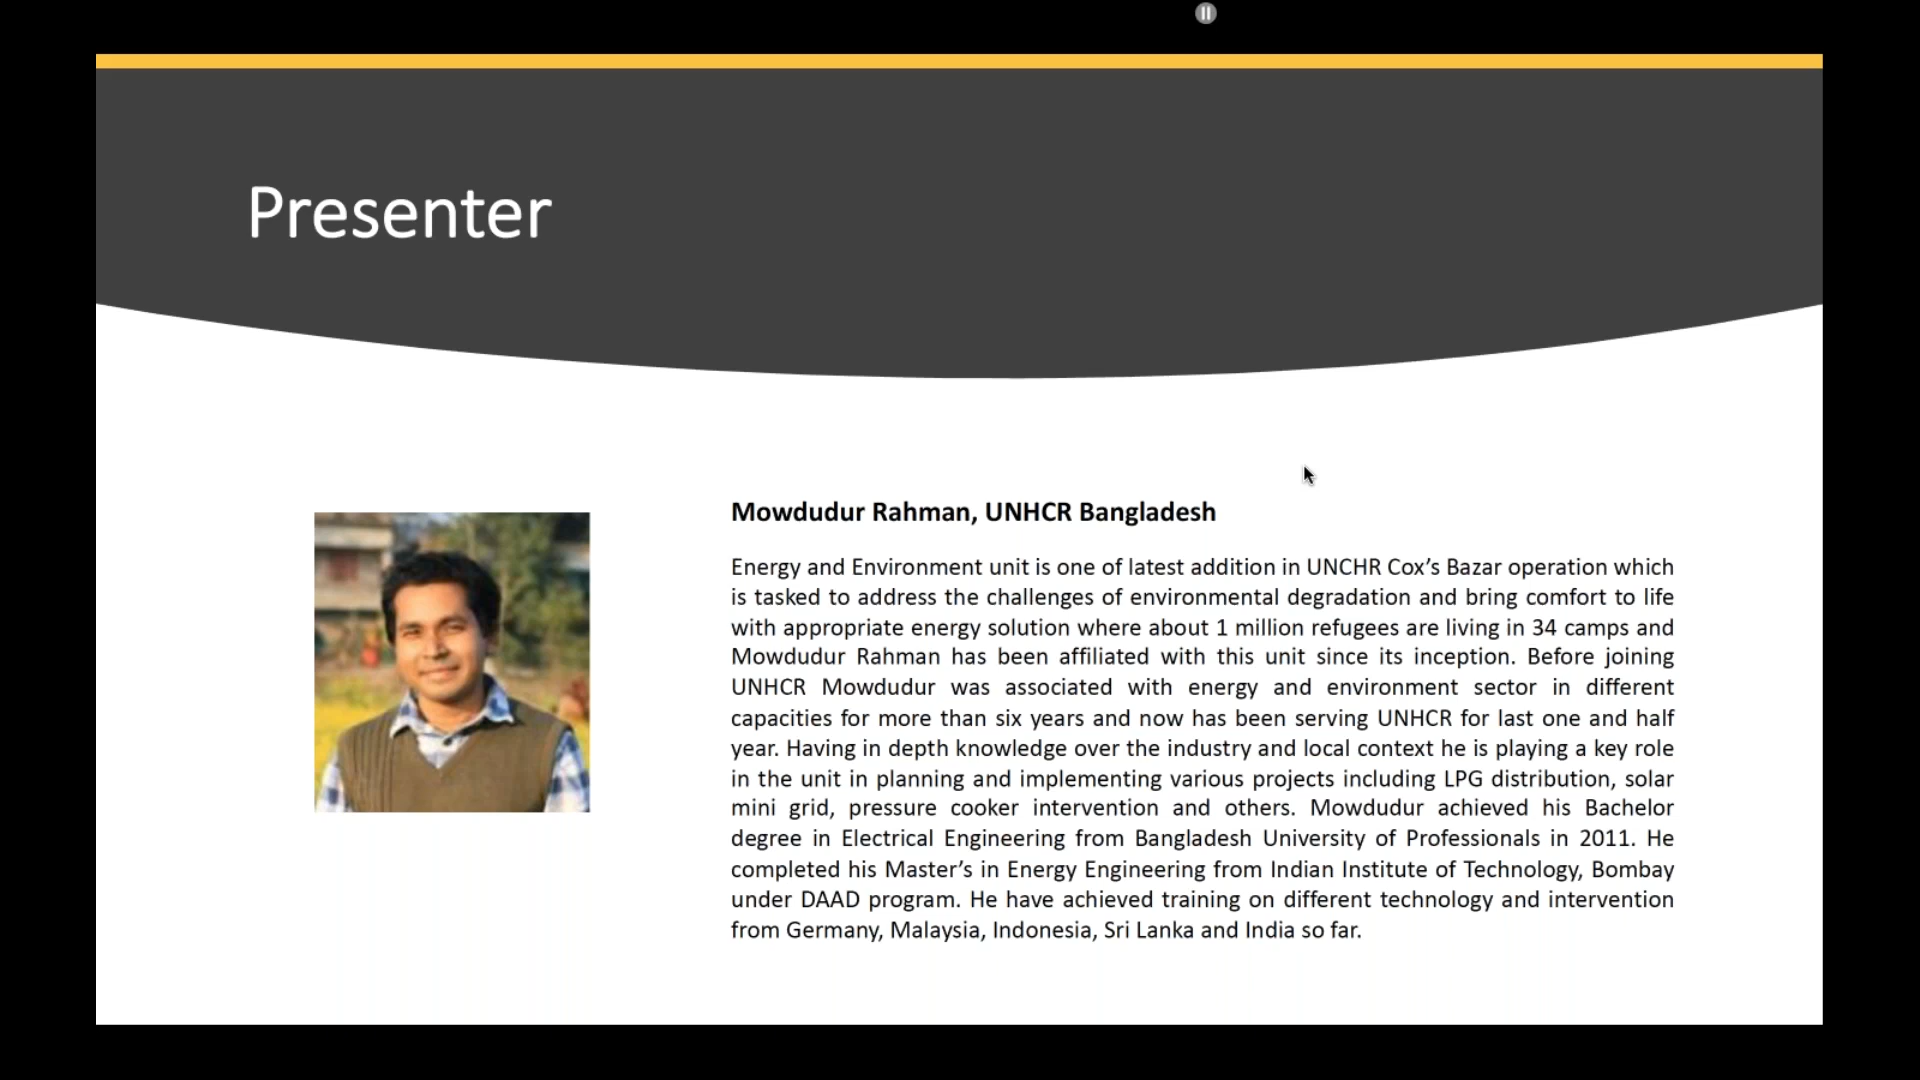 Presenter
Mowdudur Rahman, UNHCR Bangladesh
Energy and Environment unit is one of latest addition in UNCHR Cox’s Bazar operation which
is tasked to address the challenges of environmental degradation and bring comfort to life
with appropriate energy solution where about 1 million refugees are living in 34 camps and
Mowdudur Rahman has been affiliated with this unit since its inception. Before joining
UNHCR Mowdudur was associated with energy and environment sector in different
capacities for more than six years and now has been serving UNHCR for last one and half
year. Having in depth knowledge over the industry and local context he is playing a key role
in the unit in planning and implementing various projects including LPG distribution, solar
mini grid, pressure cooker intervention and others. Mowdudur achieved his Bachelor
degree in Electrical Engineering from Bangladesh University of Professionals in 2011. He
completed his Master’s in Energy Engineering from Indian Institute of Technology, Bombay
under DAAD program. He have achieved training on different technology and intervention
from Germany, Malaysia, Indonesia, Sri Lanka and India so far.